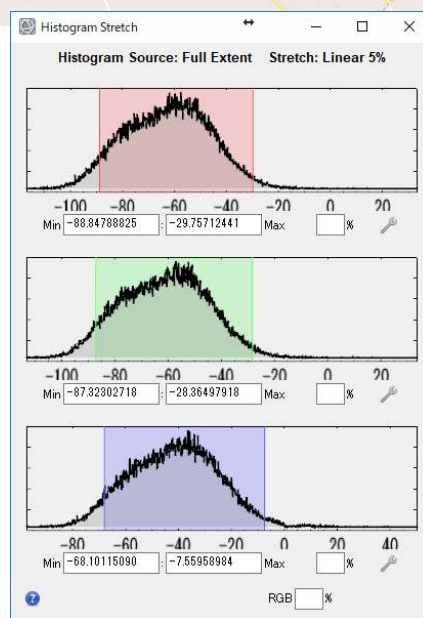 Histogram Stretch
Histogram Source: Full Extent Stretch: Linear 5%
-100 -80 -60 -40 -20 0 20
Min -88.84788825 : -29.75712441 Max %
-100 -80 -60 -40 -20 0 20
Min -87.32302718 : -28.36497918 Max %
-80 -60 -40 -20 0 20 40
Min -68.10115090 : -7.55958984 Max %
? RGB %